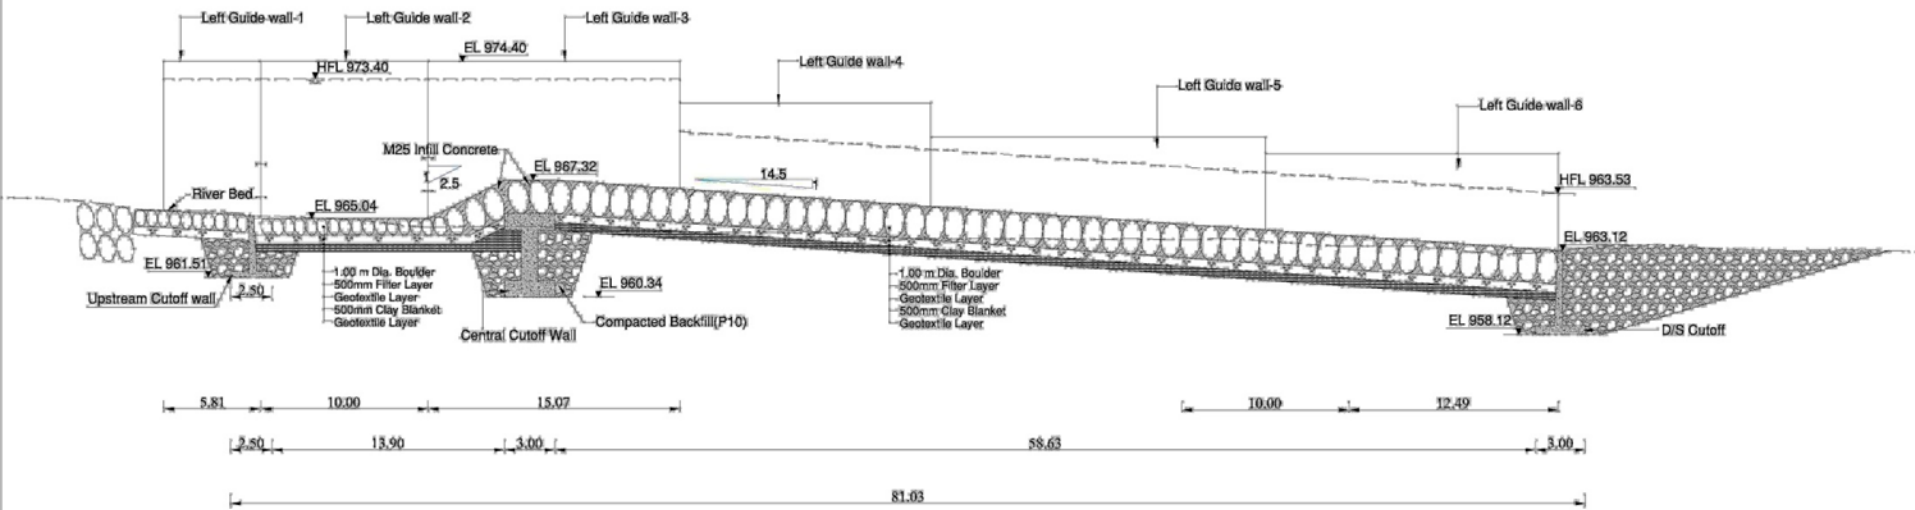 Left Guide wall-1
Left Guide wall-2
Left Guide wall-3
EL 974.40
HFL 973.40
Left Guide wall-4
Left Guide wall-5
Left Guide wall-6
M25 Infill Concrete
EL 967.32
2.5
14.5
HFL 963.53
River Bed
EL 965.04
EL 963.12
EL 961.51
2.50
Upstream Cutoff wall
1.00 m Dia. Boulder
500mm Filter Layer
Geotextile Layer
500mm Clay Blanket
Geotextile Layer
EL 960.34
Compacted Backfill(P10)
Central Cutoff Wall
1.00 m Dia. Boulder
500mm Filter Layer
Geotextile Layer
500mm Clay Blanket
Geotextile Layer
EL 958.12
D/S Cutoff
5.81
10.00
15.07
10.00
12.49
2.50
13.90
3.00
58.63
3.00
81.03